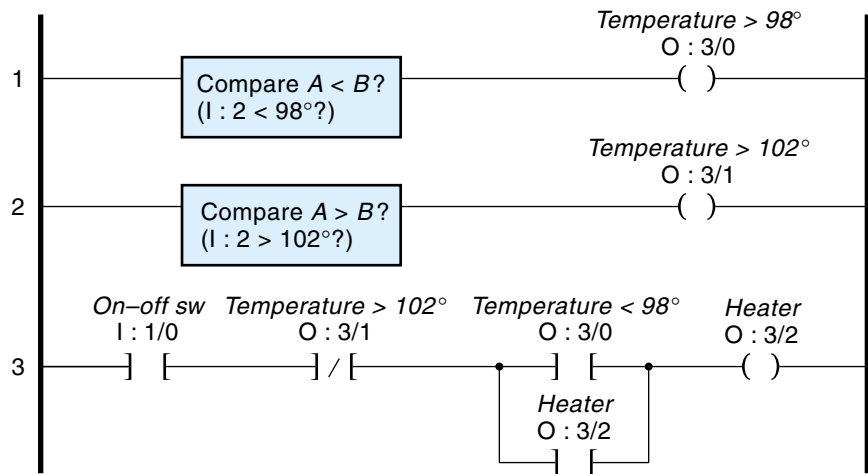 Temperature > 98°
O : 3/0
1
Compare A < B?
(I : 2 < 98°?)
Temperature > 102°
O : 3/1
2
Compare A > B?
(I : 2 > 102°?)
On–off sw
I : 1/0
Temperature > 102°
O : 3/1
Temperature < 98°
O : 3/0
Heater
O : 3/2
3
Heater
O : 3/2